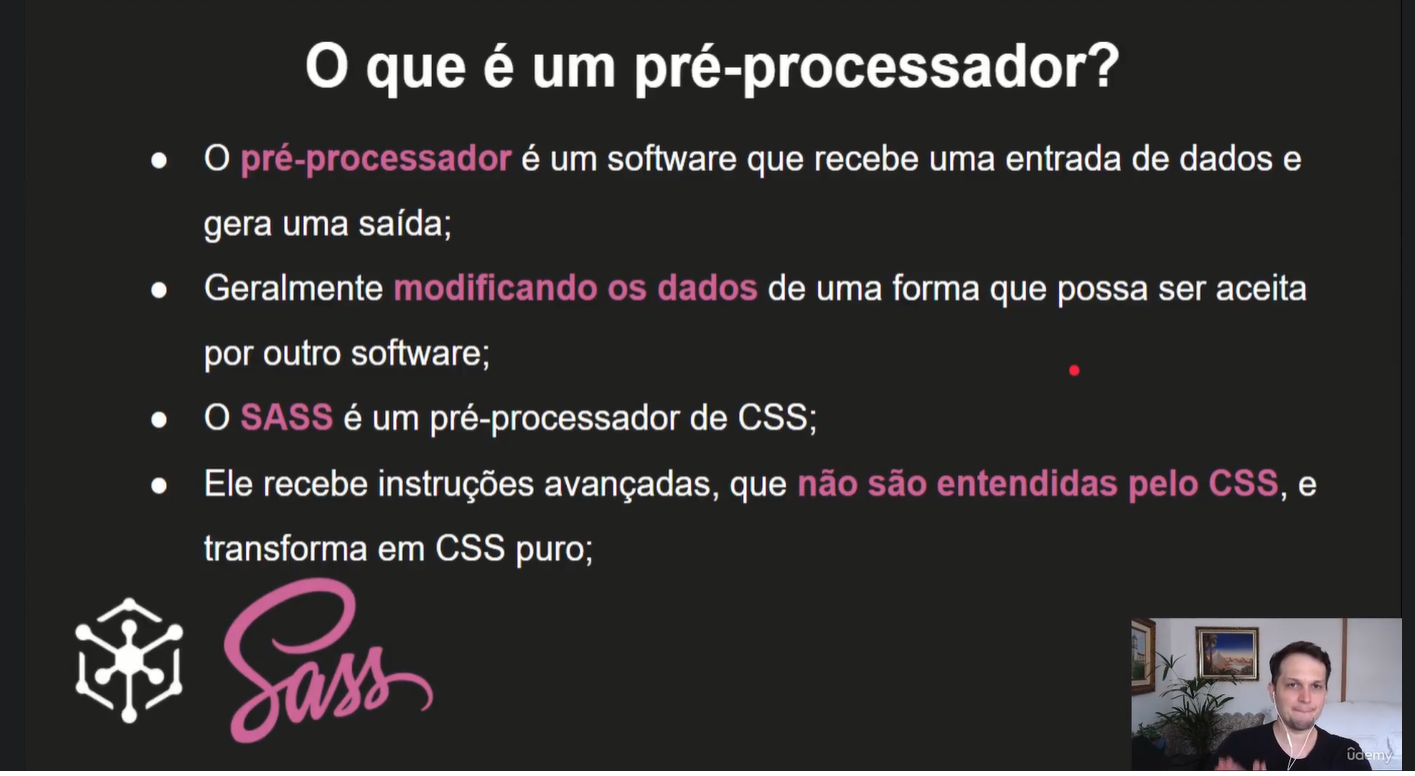 O que é um pré-processador?
● O pré-processador é um software que recebe uma entrada de dados e
gera uma saída;
● Geralmente modificando os dados de uma forma que possa ser aceita
por outro software;
● O SASS é um pré-processador de CSS;
● Ele recebe instruções avançadas, que não são entendidas pelo CSS, e
transforma em CSS puro;
Sass
ûdemy